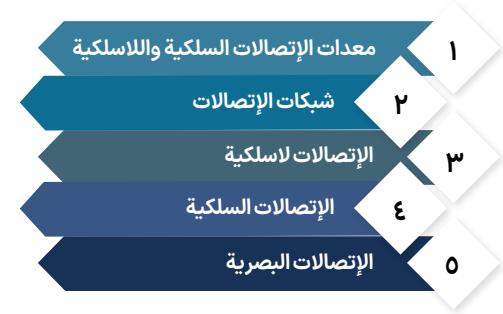 ١ معدات الإتصالات السلكية واللاسلكية
٢ شبكات الإتصالات
٣ الإتصالات لاسلكية
٤ الإتصالات السلكية
٥ الإتصالات البصرية